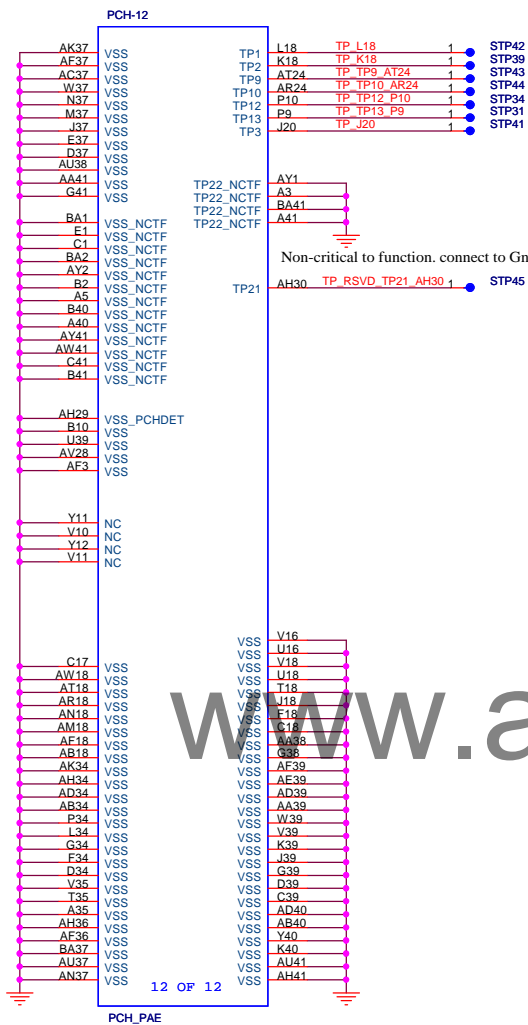 PCH-12
AK37 VSS TP1 L18 TP_L18 1 STP42
AF37 VSS TP2 K18 TP_K18 1 STP39
AC37 VSS TP9 AT24 TP_TP9_AT24 1 STP43
W37 VSS TP10 AR24 TP_TP10_AR24 1 STP44
N37 VSS TP12 P10 TP_TP12_P10 1 STP34
M37 VSS TP13 P9 TP_TP13_P9 1 STP31
J37 VSS TP3 J20 TP_J20 1 STP41
E37 VSS
D37 VSS
AU38 VSS
AA41 VSS TP22_NCTF AY1
G41 VSS TP22_NCTF A3
TP22_NCTF BA41
BA1 VSS_NCTF TP22_NCTF A41
E1 VSS_NCTF
C1 VSS_NCTF
Non-critical to function. connect to Gn
BA2 VSS_NCTF
AY2 VSS_NCTF
B2 VSS_NCTF TP21 AH30 TP_RSVD_TP21_AH30 1 STP45
A5 VSS_NCTF
B40 VSS_NCTF
A40 VSS_NCTF
AY41 VSS_NCTF
AW41 VSS_NCTF
C41 VSS_NCTF
B41 VSS_NCTF
AH29 VSS_PCHDET
B10 VSS
U39 VSS
AV28 VSS
AF3 VSS
Y11 NC
V10 NC
Y12 NC
V11 NC
VSS V16
VSS U16
C17 VSS VSS V18
AW18 VSS VSS U18
AT18 VSS VSS T18
AR18 VSS VSS J18
AN18 VSS VSS F18
AM18 VSS VSS C18
AF18 VSS VSS AA38
AB18 VSS VSS G38
AK34 VSS VSS AF39
AH34 VSS VSS AE39
AD34 VSS VSS AD39
AB34 VSS VSS AA39
P34 VSS VSS W39
L34 VSS VSS V39
G34 VSS VSS K39
F34 VSS VSS J39
D34 VSS VSS G39
V35 VSS VSS D39
T35 VSS VSS C39
A35 VSS VSS AD40
AH36 VSS VSS AB40
AF36 VSS VSS Y40
BA37 VSS VSS K40
AU37 VSS VSS AU41
AN37 VSS VSS AH41
www.a
12 OF 12
PCH_PAE